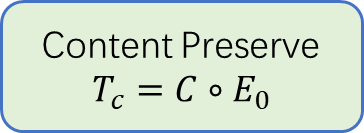 Content Preserve
T_c = C ∘ E_0